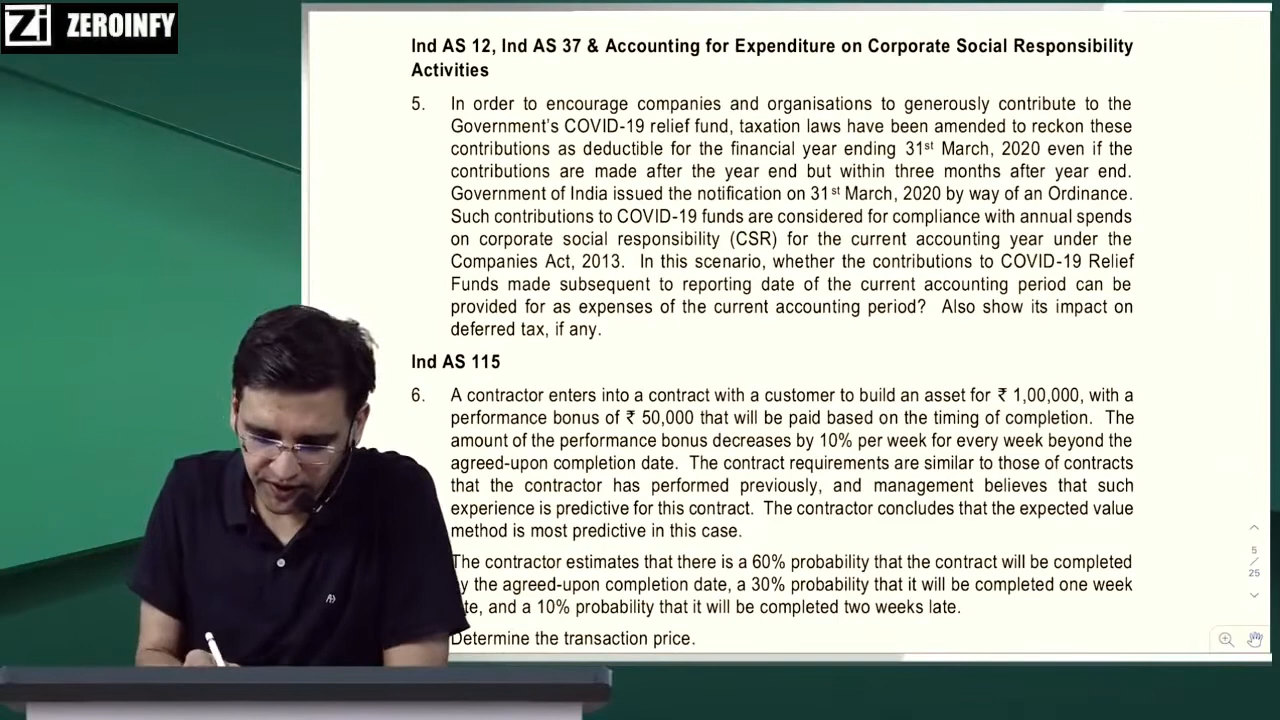 Zi ZEROINFY
Ind AS 12, Ind AS 37 & Accounting for Expenditure on Corporate Social Responsibility
Activities
5. In order to encourage companies and organisations to generously contribute to the
Government's COVID-19 relief fund, taxation laws have been amended to reckon these
contributions as deductible for the financial year ending 31st March, 2020 even if the
contributions are made after the year end but within three months after year end.
Government of India issued the notification on 31st March, 2020 by way of an Ordinance.
Such contributions to COVID-19 funds are considered for compliance with annual spends
on corporate social responsibility (CSR) for the current accounting year under the
Companies Act, 2013. In this scenario, whether the contributions to COVID-19 Relief
Funds made subsequent to reporting date of the current accounting period can be
provided for as expenses of the current accounting period? Also show its impact on
deferred tax, if any.
Ind AS 115
6. A contractor enters into a contract with a customer to build an asset for ₹ 1,00,000, with a
performance bonus of ₹ 50,000 that will be paid based on the timing of completion. The
amount of the performance bonus decreases by 10% per week for every week beyond the
agreed-upon completion date. The contract requirements are similar to those of contracts
that the contractor has performed previously, and management believes that such
experience is predictive for this contract. The contractor concludes that the expected value
method is most predictive in this case.
The contractor estimates that there is a 60% probability that the contract will be completed
the agreed-upon completion date, a 30% probability that it will be completed one week
and a 10% probability that it will be completed two weeks late.
Determine the transaction price.
5
/
25